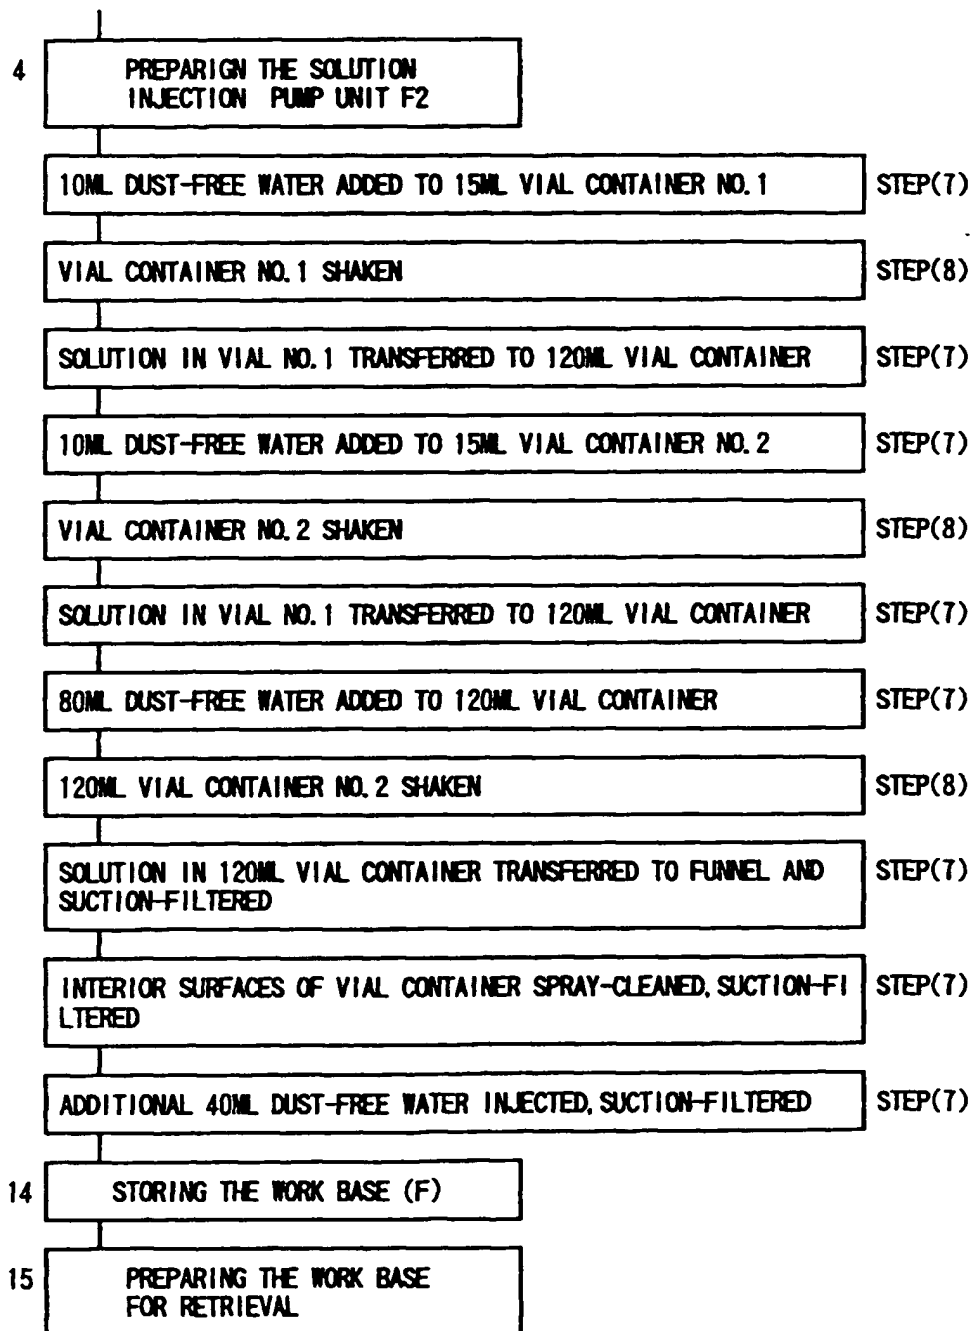 4
PREPARIGN THE SOLUTION
INJECTION PUMP UNIT F2
10ML DUST-FREE WATER ADDED TO 15ML VIAL CONTAINER NO.1 STEP(7)
VIAL CONTAINER NO.1 SHAKEN STEP(8)
SOLUTION IN VIAL NO.1 TRANSFERRED TO 120ML VIAL CONTAINER STEP(7)
10ML DUST-FREE WATER ADDED TO 15ML VIAL CONTAINER NO.2 STEP(7)
VIAL CONTAINER NO.2 SHAKEN STEP(8)
SOLUTION IN VIAL NO.1 TRANSFERRED TO 120ML VIAL CONTAINER STEP(7)
80ML DUST-FREE WATER ADDED TO 120ML VIAL CONTAINER STEP(7)
120ML VIAL CONTAINER NO.2 SHAKEN STEP(8)
SOLUTION IN 120ML VIAL CONTAINER TRANSFERRED TO FUNNEL AND STEP(7)
SUCTION-FILTERED
INTERIOR SURFACES OF VIAL CONTAINER SPRAY-CLEANED,SUCTION-FI STEP(7)
LTERED
ADDITIONAL 40ML DUST-FREE WATER INJECTED,SUCTION-FILTERED STEP(7)
14 STORING THE WORK BASE (F)
15 PREPARING THE WORK BASE
FOR RETRIEVAL